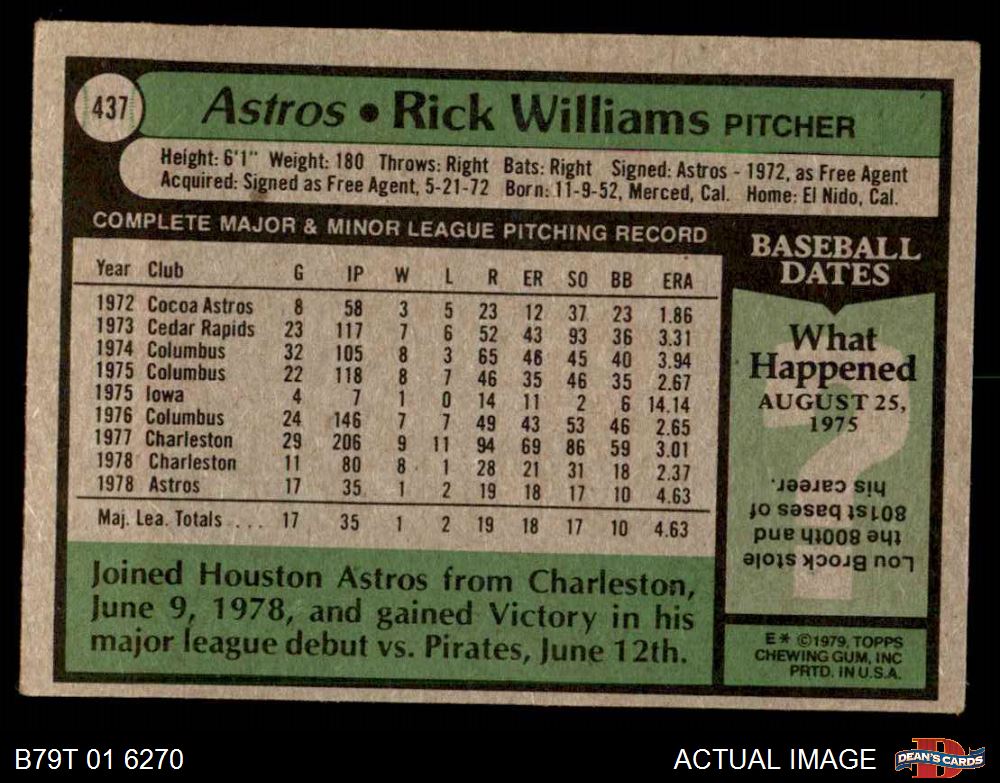 437
Astros • Rick Williams PITCHER
Height: 6'1" Weight: 180 Throws: Right Bats: Right Signed: Astros - 1972, as Free Agent
Acquired: Signed as Free Agent, 5-21-72 Born: 11-9-52, Merced, Cal. Home: El Nido, Cal.
COMPLETE MAJOR & MINOR LEAGUE PITCHING RECORD
Year Club G IP W L R ER SO BB ERA
1972 Cocoa Astros 8 58 3 5 23 12 37 23 1.86
1973 Cedar Rapids 23 117 7 6 52 43 93 36 3.31
1974 Columbus 32 105 8 3 65 46 45 40 3.94
1975 Columbus 22 118 8 7 46 35 46 35 2.67
1975 Iowa 4 7 1 0 14 11 2 6 14.14
1976 Columbus 24 146 7 7 49 43 53 46 2.65
1977 Charleston 29 206 9 11 94 69 86 59 3.01
1978 Charleston 11 80 8 1 28 21 31 18 2.37
1978 Astros 17 35 1 2 19 18 17 10 4.63
Maj. Lea. Totals . . . . 17 35 1 2 19 18 17 10 4.63
Joined Houston Astros from Charleston,
June 9, 1978, and gained Victory in his
major league debut vs. Pirates, June 12th.
BASEBALL
DATES
What
Happened
AUGUST 25,
1975
?
Lou Brock stole
the 800th and
801st bases of
his career.
E* ©1979, TOPPS
CHEWING GUM, INC
PRTD. IN U.S.A.
B79T 01 6270
ACTUAL IMAGE
D
DEAN'S CARDS